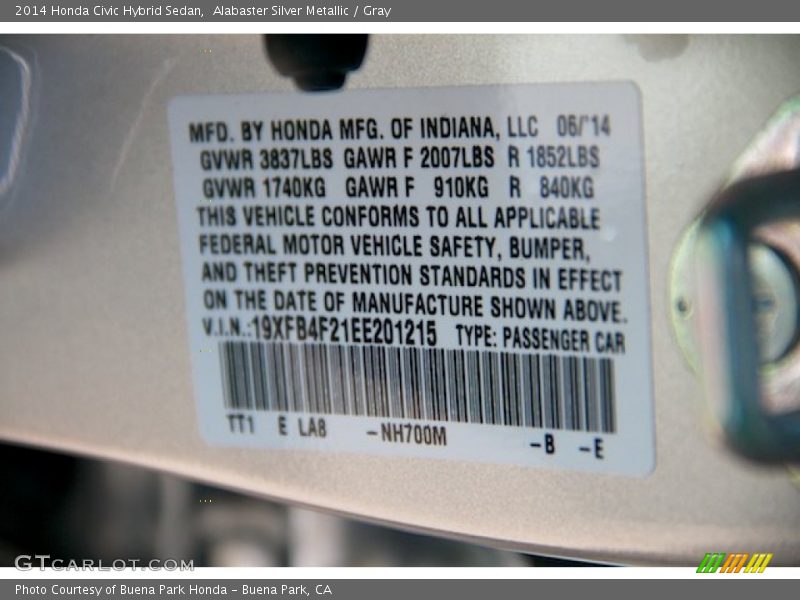 2014 Honda Civic Hybrid Sedan,  Alabaster Silver Metallic / Gray
MFD. BY HONDA MFG. OF INDIANA, LLC 06/'14
GVWR 3837LBS GAWR F 2007LBS R 1852LBS
GVWR 1740KG GAWR F 910KG R 840KG
THIS VEHICLE CONFORMS TO ALL APPLICABLE
FEDERAL MOTOR VEHICLE SAFETY, BUMPER,
AND THEFT PREVENTION STANDARDS IN EFFECT
ON THE DATE OF MANUFACTURE SHOWN ABOVE.
V.I.N.:19XFB4F21EE201215 TYPE: PASSENGER CAR
TT1 E LA8 -NH700M -B -E
GTCARLOT.COM
Photo Courtesy of Buena Park Honda - Buena Park, CA